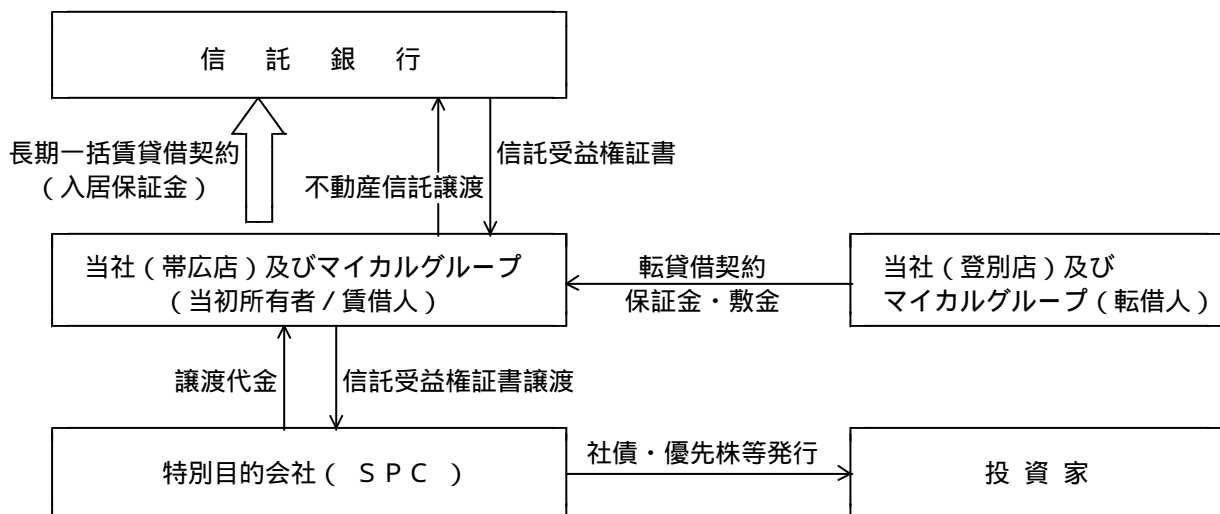 信託銀行
長期一括賃貸借契約
(入居保証金)
不動産信託譲渡
信託受益権証書
当社(帯広店)及びマイカルグループ
(当初所有者/賃借人)
転貸借契約
保証金・敷金
当社(登別店)及び
マイカルグループ(転借人)
譲渡代金
信託受益権証書譲渡
特別目的会社( SPC )
社債・優先株等発行
投資家